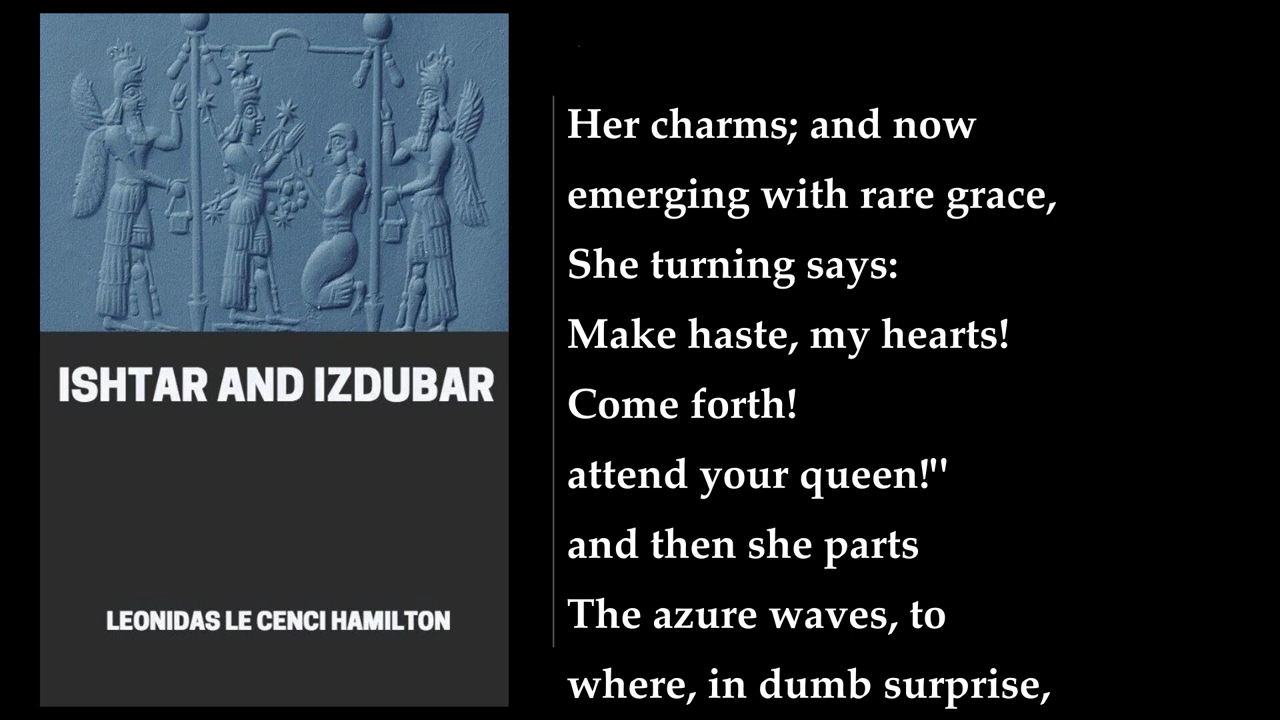 ISHTAR AND IZDUBAR
LEONIDAS LE CENCI HAMILTON
Her charms; and now
emerging with rare grace,
She turning says:
Make haste, my hearts!
Come forth!
attend your queen!"
and then she parts
The azure waves, to
where, in dumb surprise,